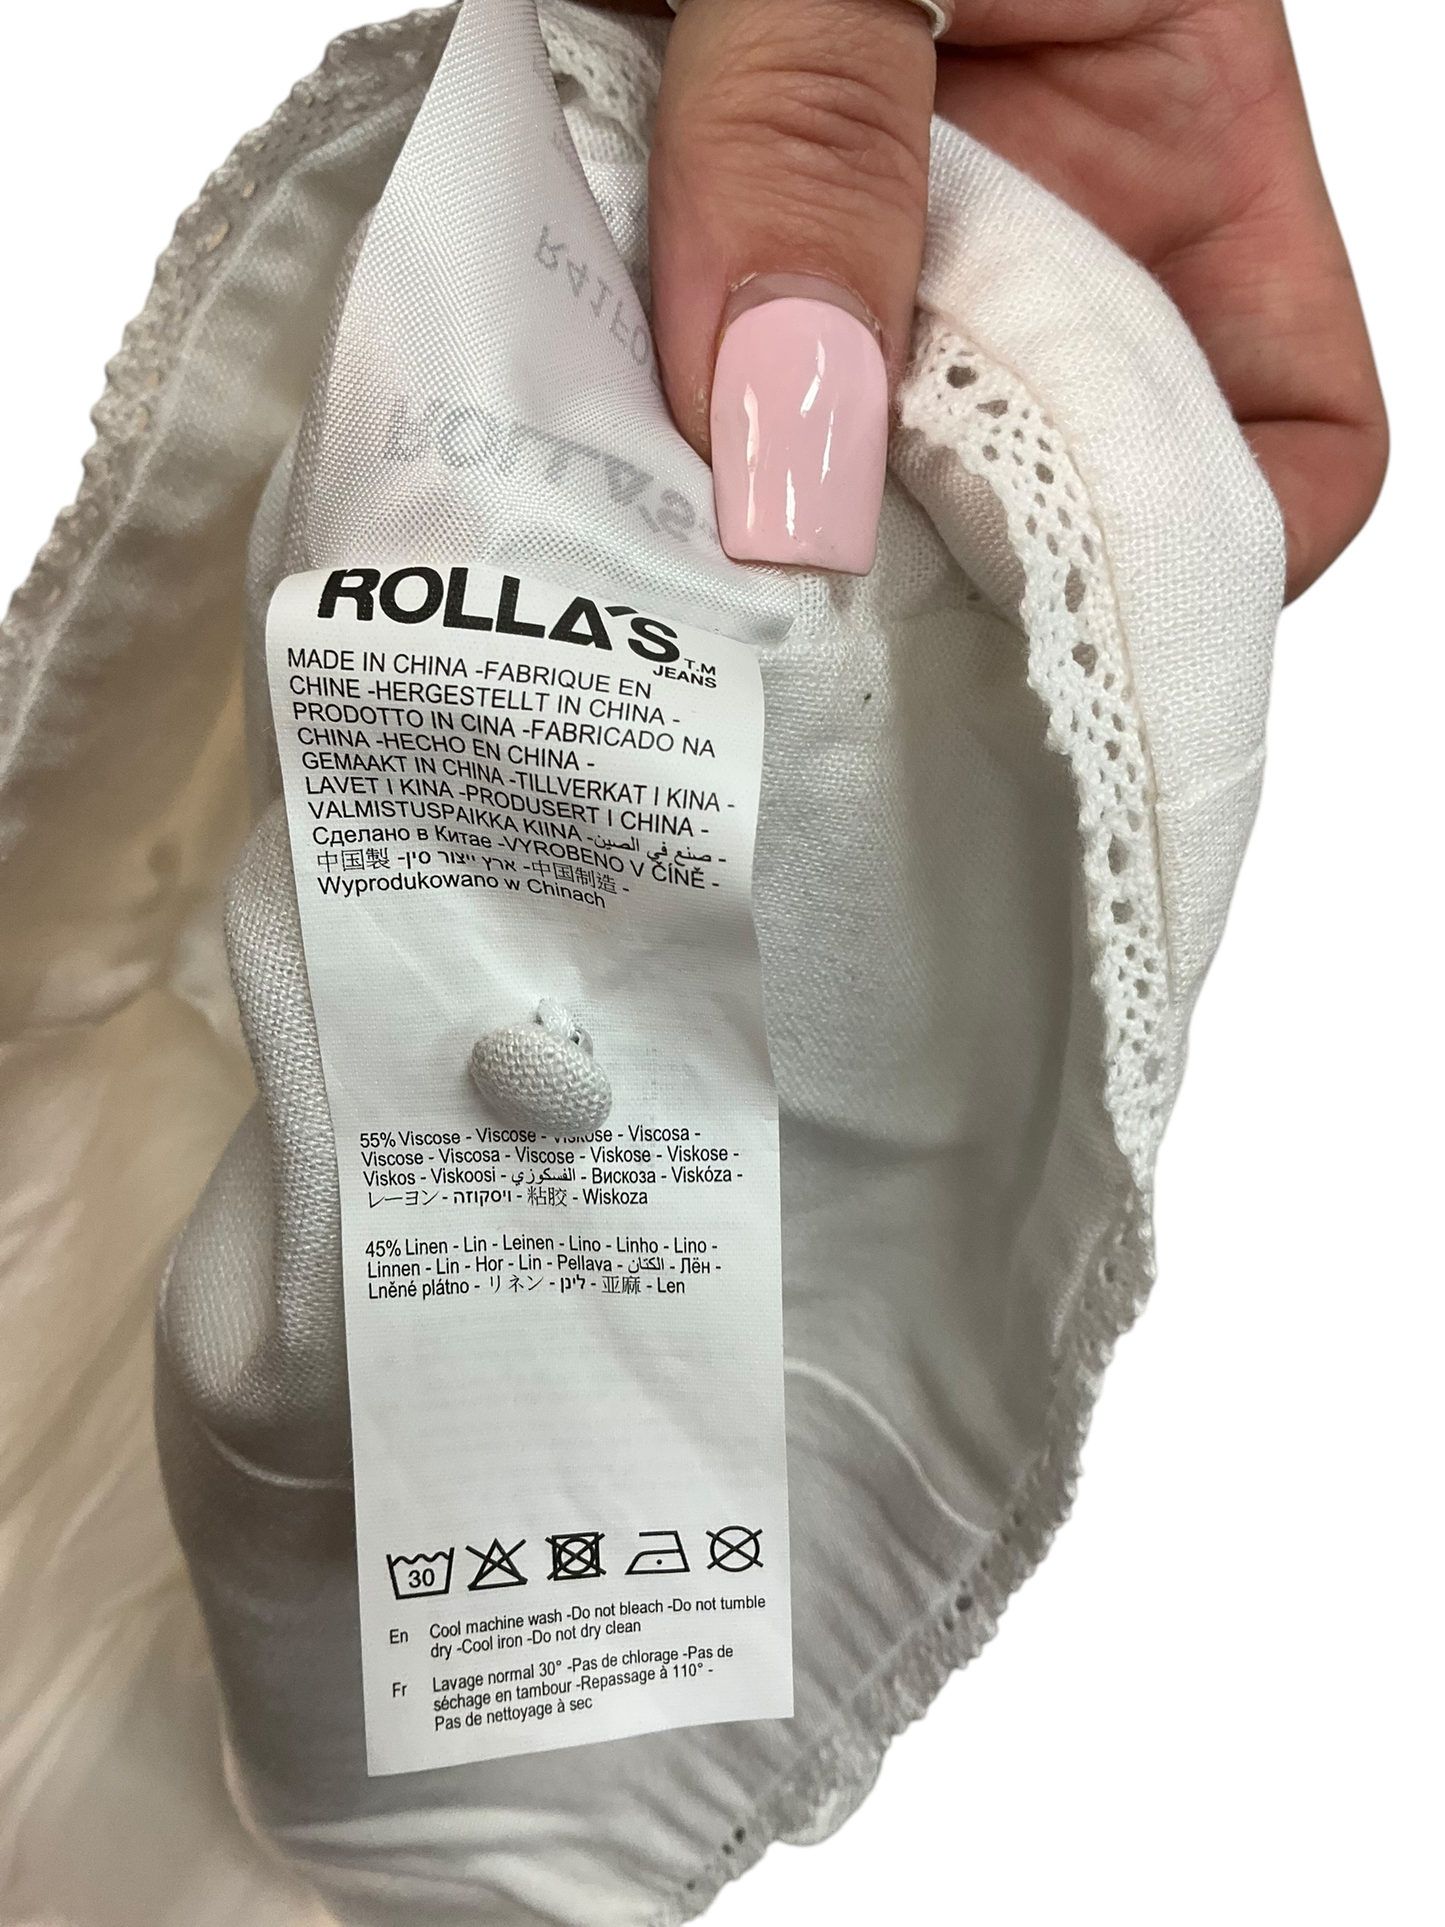 ROLLA'S
T.M
JEANS
MADE IN CHINA -FABRIQUE EN
CHINE -HERGESTELLT IN CHINA -
PRODOTTO IN CINA -FABRICADO NA
CHINA -HECHO EN CHINA -
GEMAAKT IN CHINA -TILLVERKAT I KINA -
LAVET I KINA -PRODUSERT I CHINA -
VALMISTUSPAIKKA KIINA -صنع في الصين -
Сделано в Китае -VYROBENO V ČÍNĚ -
中国製 -ארץ ייצור סין -中国制造 -
Wyprodukowano w Chinach
55% Viscose - Viscose - Viskose - Viscosa -
Viscose - Viscosa - Viscose - Viskose - Viskose -
Viskos - Viskoosi - الفسكوزي - Вискоза - Viskóza -
レーヨン - ויסקוזה - 粘胶 - Wiskoza
45% Linen - Lin - Leinen - Lino - Linho - Lino -
Linnen - Lin - Hor - Lin - Pellava - الكتان - Лён -
Lněné plátno - リネン - לינן - 亚麻 - Len
30
En Cool machine wash -Do not bleach -Do not tumble
dry -Cool iron -Do not dry clean
Fr Lavage normal 30° -Pas de chlorage -Pas de
séchage en tambour -Repassage à 110° -
Pas de nettoyage à sec